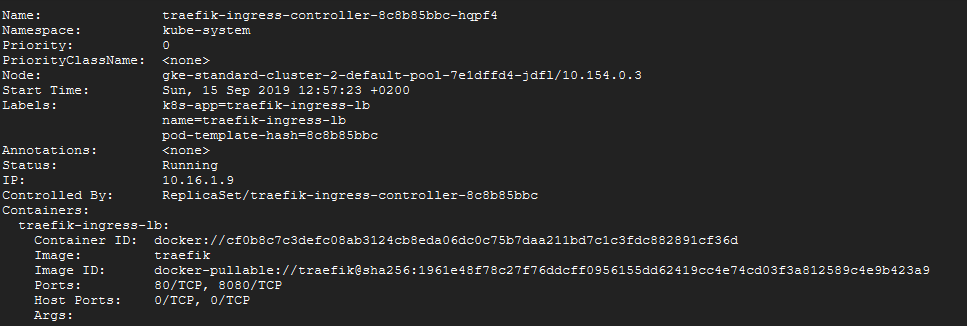 Name:               traefik-ingress-controller-8c8b85bbc-hqpf4
Namespace:          kube-system
Priority:           0
PriorityClassName:  <none>
Node:               gke-standard-cluster-2-default-pool-7e1dffd4-jdfl/10.154.0.3
Start Time:         Sun, 15 Sep 2019 12:57:23 +0200
Labels:             k8s-app=traefik-ingress-lb
                    name=traefik-ingress-lb
                    pod-template-hash=8c8b85bbc
Annotations:        <none>
Status:             Running
IP:                 10.16.1.9
Controlled By:      ReplicaSet/traefik-ingress-controller-8c8b85bbc
Containers:
  traefik-ingress-lb:
    Container ID:  docker://cf0b8c7c3defc08ab3124cb8eda06dc0c75b7daa211bd7c1c3fdc882891cf36d
    Image:         traefik
    Image ID:      docker-pullable://traefik@sha256:1961e48f78c27f76ddcff0956155dd62419cc4e74cd03f3a812589c4e9b423a9
    Ports:         80/TCP, 8080/TCP
    Host Ports:    0/TCP, 0/TCP
    Args: